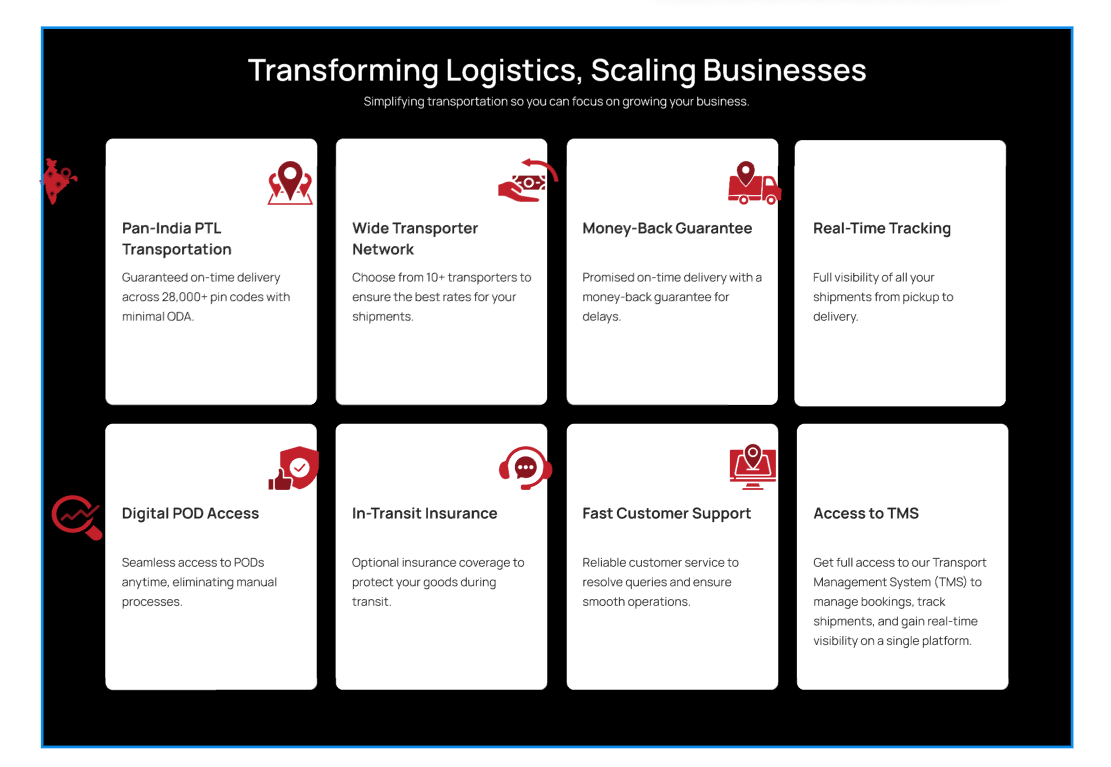 Transforming Logistics, Scaling Businesses
Simplifying transportation so you can focus on growing your business.
Pan-India PTL
Transportation
Guaranteed on-time delivery
across 28,000+ pin codes with
minimal ODA.
Wide Transporter
Network
Choose from 10+ transporters to
ensure the best rates for your
shipments.
Money-Back Guarantee
Promised on-time delivery with a
money-back guarantee for
delays.
Real-Time Tracking
Full visibility of all your
shipments from pickup to
delivery.
Digital POD Access
Seamless access to PODs
anytime, eliminating manual
processes.
In-Transit Insurance
Optional insurance coverage to
protect your goods during
transit.
Fast Customer Support
Reliable customer service to
resolve queries and ensure
smooth operations.
Access to TMS
Get full access to our Transport
Management System (TMS) to
manage bookings, track
shipments, and gain real-time
visibility on a single platform.